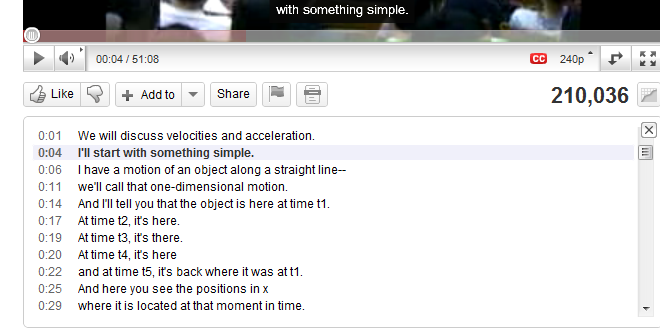 with something simple.
00:04 / 51:08
CC
240p
Like
Add to
Share
210,036
0:01 We will discuss velocities and acceleration.
0:04 I'll start with something simple.
0:06 I have a motion of an object along a straight line--
0:11 we'll call that one-dimensional motion.
0:14 And I'll tell you that the object is here at time t1.
0:17 At time t2, it's here.
0:19 At time t3, it's there.
0:20 At time t4, it's here
0:22 and at time t5, it's back where it was at t1.
0:25 And here you see the positions in x
0:29 where it is located at that moment in time.